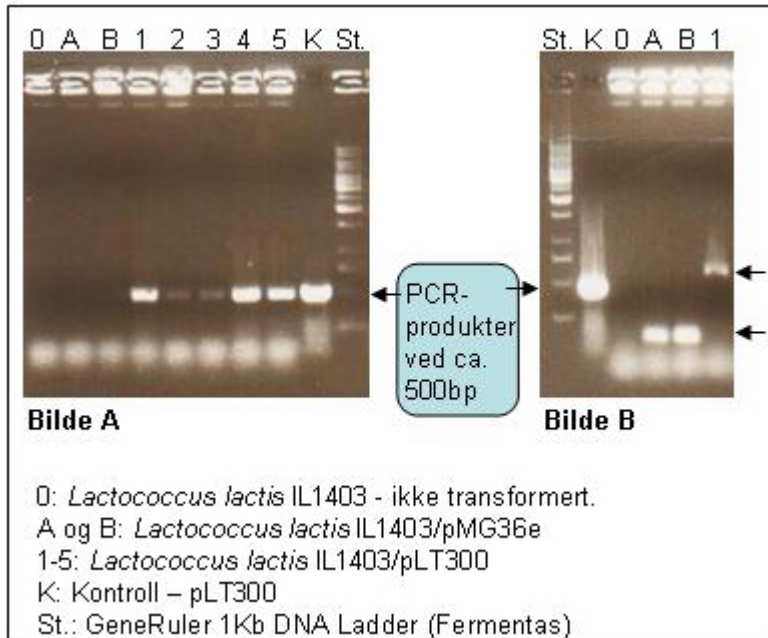 0 A B 1 2 3 4 5 K St.
St. K 0 A B 1
PCR-
produkter
ved ca.
500bp
Bilde A
Bilde B
0: Lactococcus lactis IL1403 - ikke transformert.
A og B: Lactococcus lactis IL1403/pMG36e
1-5: Lactococcus lactis IL1403/pLT300
K: Kontroll – pLT300
St.: GeneRuler 1Kb DNA Ladder (Fermentas)